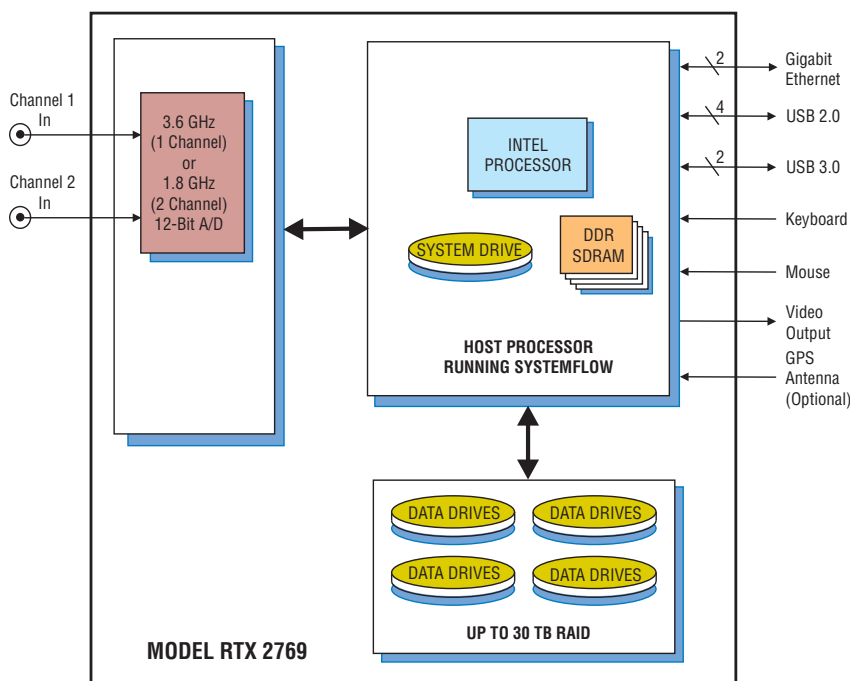 Channel 1
In
Channel 2
In
3.6 GHz
(1 Channel)
or
1.8 GHz
(2 Channel)
12-Bit A/D
INTEL
PROCESSOR
SYSTEM DRIVE
DDR
SDRAM
HOST PROCESSOR
RUNNING SYSTEMFLOW
2
Gigabit
Ethernet
4
USB 2.0
2
USB 3.0
Keyboard
Mouse
Video
Output
GPS
Antenna
(Optional)
DATA DRIVES
DATA DRIVES
DATA DRIVES
DATA DRIVES
UP TO 30 TB RAID
MODEL RTX 2769